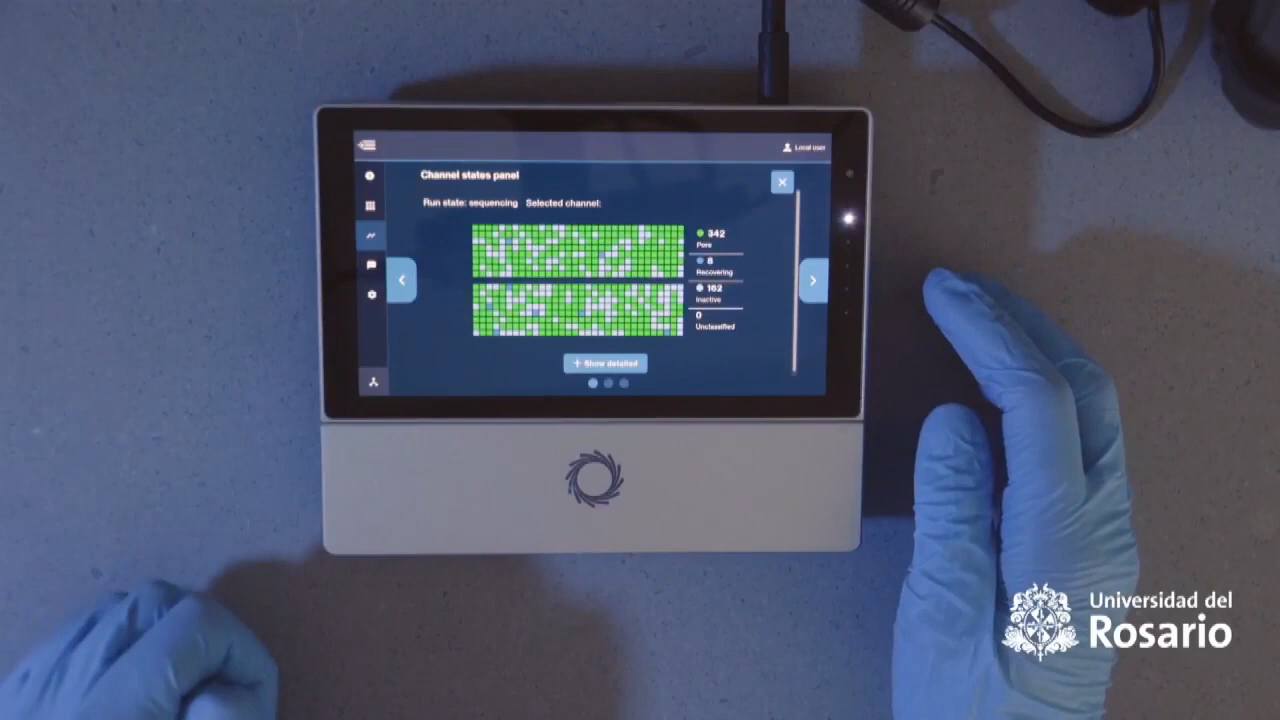 Local user
Channel states panel
Run state: sequencing Selected channel:
342
Pore
8
Recovering
162
Inactive
0
Unclassified
+ Show detailed
Universidad del
Rosario